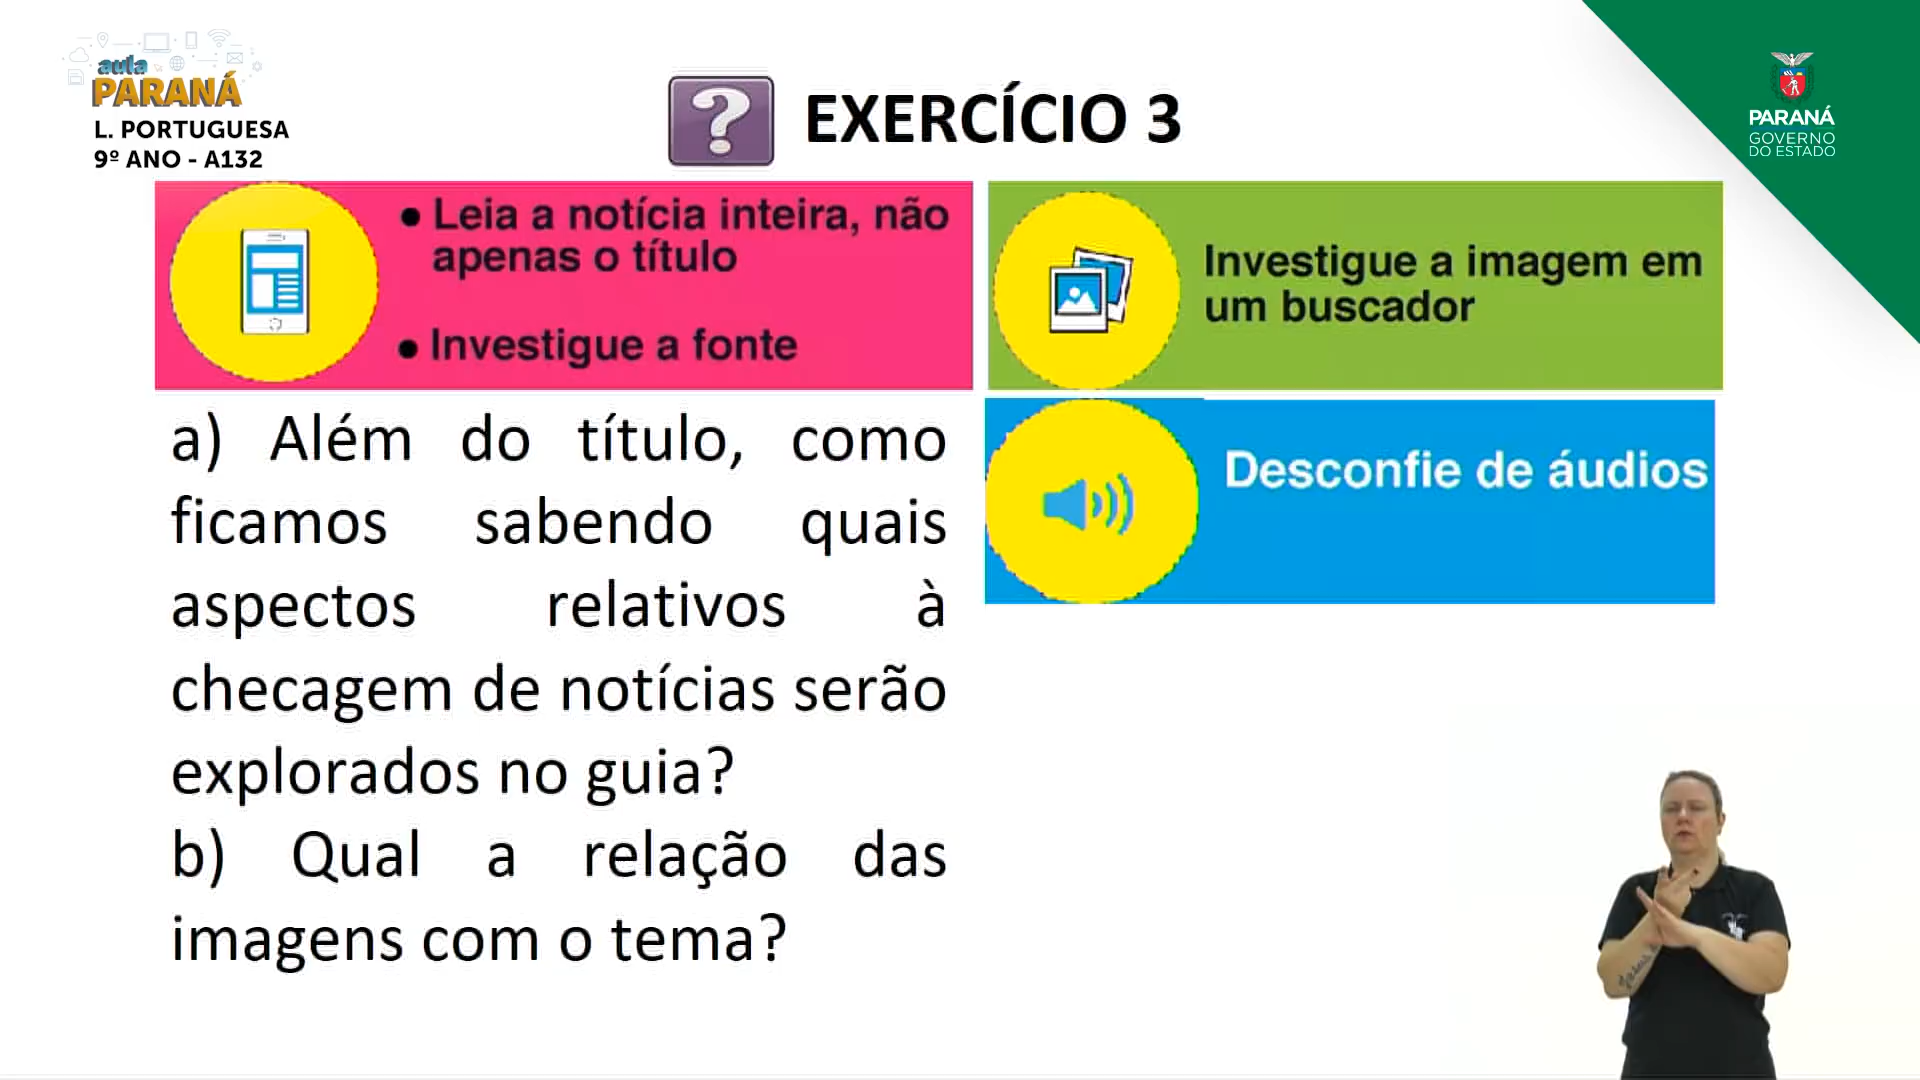 aula
PARANÁ
L. PORTUGUESA
9º ANO - A132
? EXERCÍCIO 3
PARANÁ
GOVERNO
DO ESTADO
● Leia a notícia inteira, não
apenas o título
● Investigue a fonte
Investigue a imagem em
um buscador
Desconfie de áudios
a) Além do título, como
ficamos sabendo quais
aspectos relativos à
checagem de notícias serão
explorados no guia?
b) Qual a relação das
imagens com o tema?